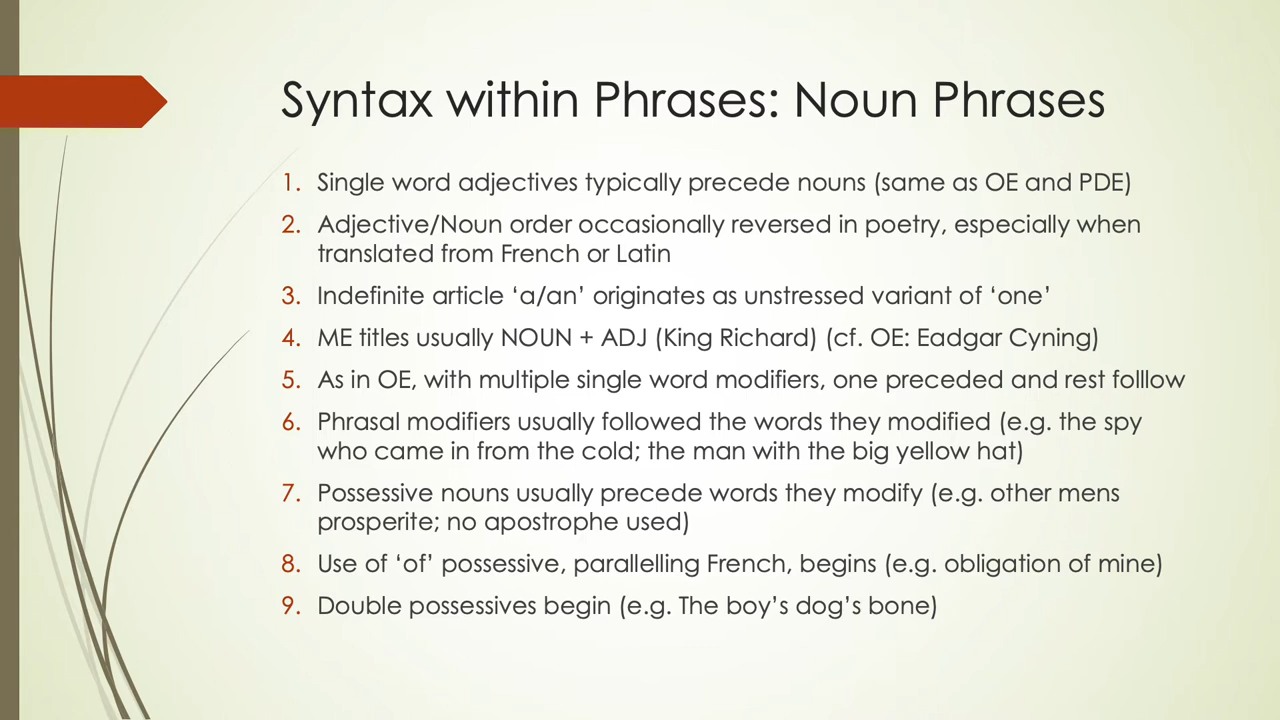 Syntax within Phrases: Noun Phrases
1. Single word adjectives typically precede nouns (same as OE and PDE)
2. Adjective/Noun order occasionally reversed in poetry, especially when
translated from French or Latin
3. Indefinite article ‘a/an’ originates as unstressed variant of ‘one’
4. ME titles usually NOUN + ADJ (King Richard) (cf. OE: Eadgar Cyning)
5. As in OE, with multiple single word modifiers, one preceded and rest folllow
6. Phrasal modifiers usually followed the words they modified (e.g. the spy
who came in from the cold; the man with the big yellow hat)
7. Possessive nouns usually precede words they modify (e.g. other mens
prosperite; no apostrophe used)
8. Use of ‘of’ possessive, parallelling French, begins (e.g. obligation of mine)
9. Double possessives begin (e.g. The boy’s dog’s bone)